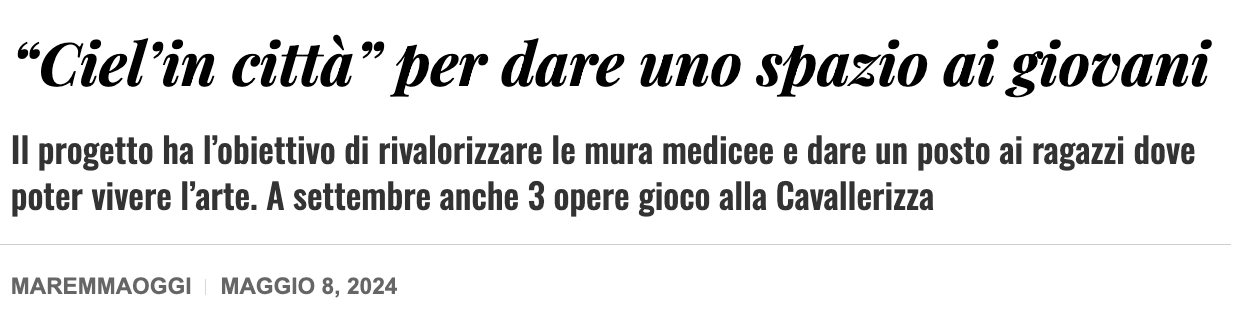 “Ciel’in città” per dare uno spazio ai giovani
Il progetto ha l’obiettivo di rivalorizzare le mura medicee e dare un posto ai ragazzi dove
poter vivere l’arte. A settembre anche 3 opere gioco alla Cavallerizza
MAREMMAOGGI | MAGGIO 8, 2024